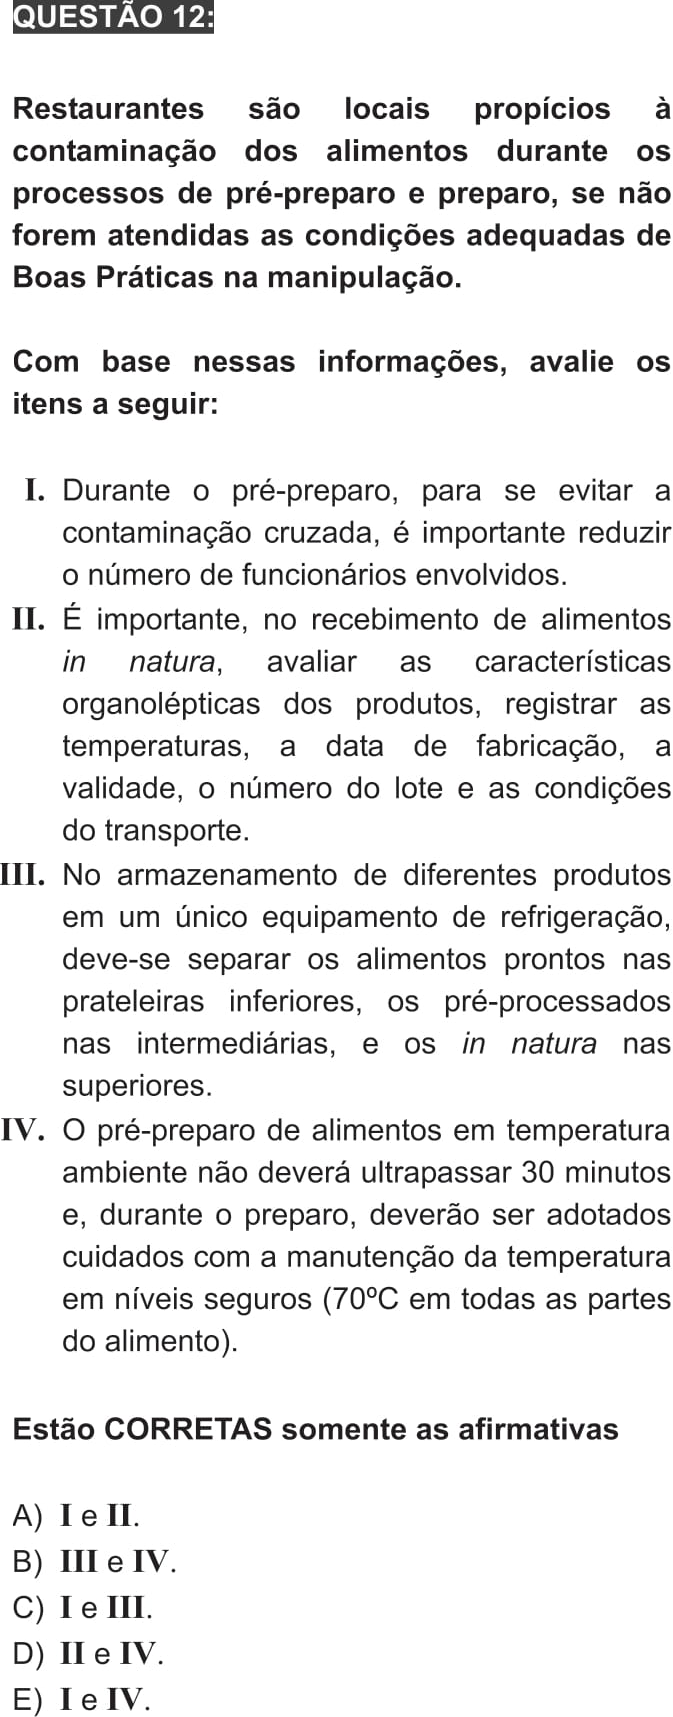 QUESTÃO 12:
Restaurantes são locais propícios à
contaminação dos alimentos durante os
processos de pré-preparo e preparo, se não
forem atendidas as condições adequadas de
Boas Práticas na manipulação.
Com base nessas informações, avalie os
itens a seguir:
I. Durante o pré-preparo, para se evitar a
contaminação cruzada, é importante reduzir
o número de funcionários envolvidos.
II. É importante, no recebimento de alimentos
in natura, avaliar as características
organolépticas dos produtos, registrar as
temperaturas, a data de fabricação, a
validade, o número do lote e as condições
do transporte.
III. No armazenamento de diferentes produtos
em um único equipamento de refrigeração,
deve-se separar os alimentos prontos nas
prateleiras inferiores, os pré-processados
nas intermediárias, e os in natura nas
superiores.
IV. O pré-preparo de alimentos em temperatura
ambiente não deverá ultrapassar 30 minutos
e, durante o preparo, deverão ser adotados
cuidados com a manutenção da temperatura
em níveis seguros (70ºC em todas as partes
do alimento).
Estão CORRETAS somente as afirmativas
A) I e II.
B) III e IV.
C) I e III.
D) II e IV.
E) I e IV.